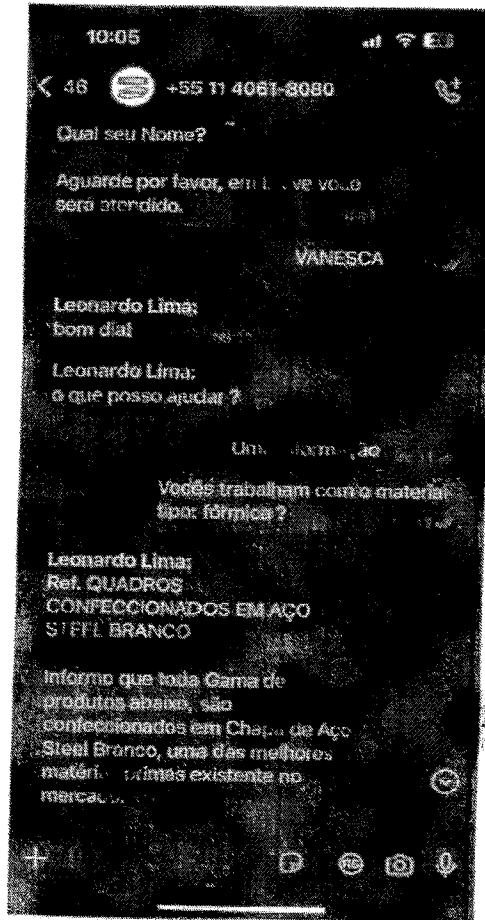 10:05
46 +55 11 4061-8080
Qual seu Nome?
Aguarde por favor, em
será atendido.
VANESCA
Leonardo Lima:
bom dia!
Leonardo Lima:
o que posso ajudar ?
Vocês trabalham com o material
tipo: fórmica ?
Leonardo Lima:
Ref. QUADROS
CONFECCIONADOS EM AÇO
STEEL BRANCO
Informo que toda Gama de
produtos abaixo, são
confeccionados em Chapa de Aço
Steel Branco, uma das melhores
primas existente no